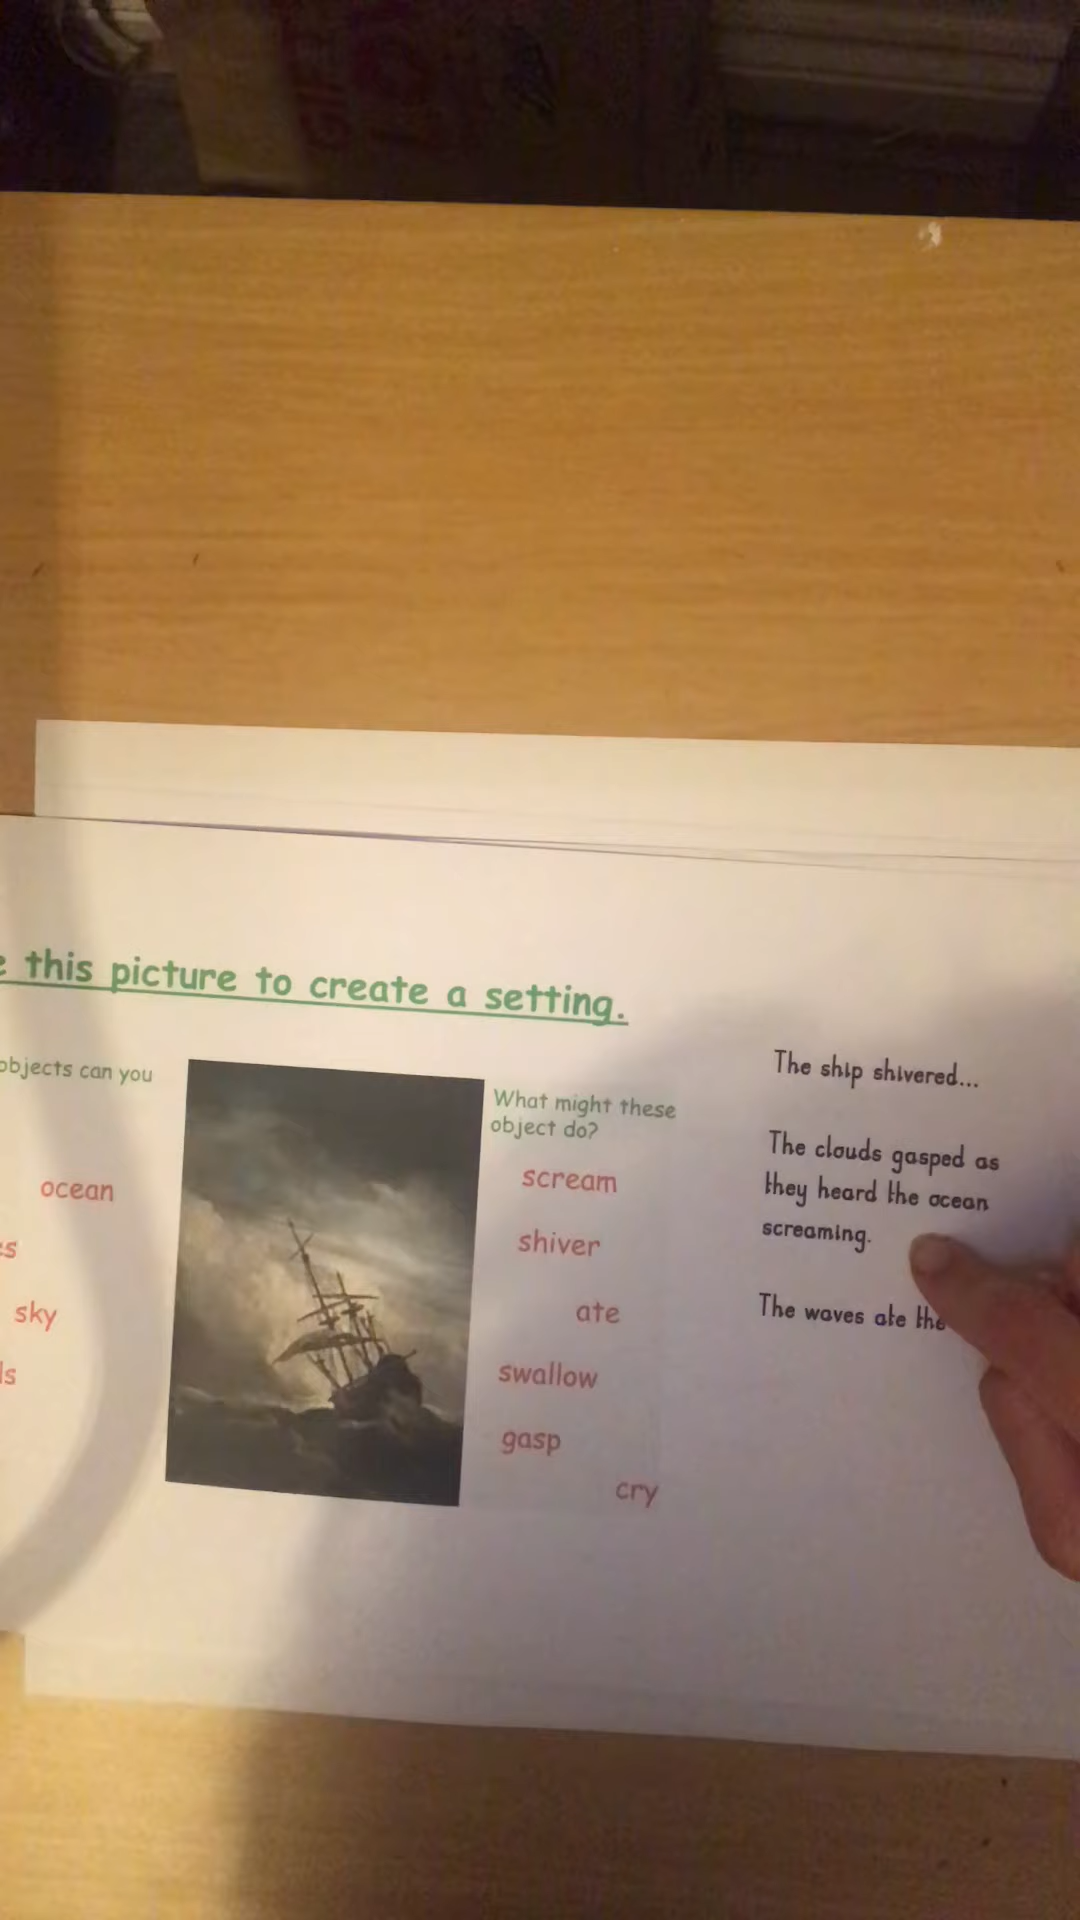 this picture to create a setting.
objects can you
ocean
sky
What might these
object do?
scream
shiver
ate
swallow
gasp
cry
The ship shivered...
The clouds gasped as
they heard the ocean
screaming.
The waves ate the